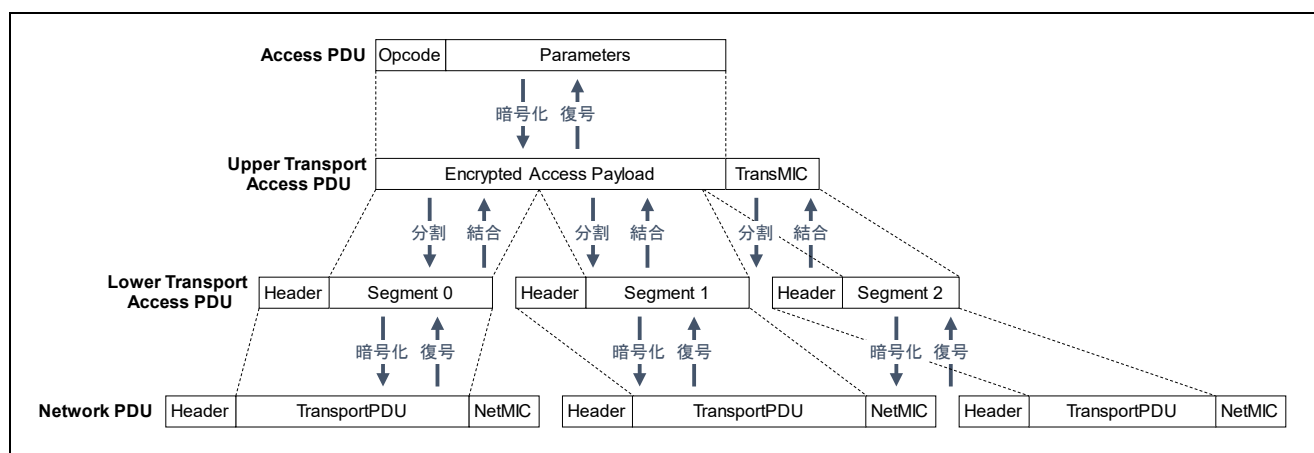 Access PDU Opcode Parameters
暗号化 復号
Upper Transport
Access PDU
Encrypted Access Payload TransMIC
分割 結合 分割 結合 分割 結合
Lower Transport
Access PDU
Header Segment 0 Header Segment 1 Header Segment 2
暗号化 復号 暗号化 復号 暗号化 復号
Network PDU Header TransportPDU NetMIC Header TransportPDU NetMIC Header TransportPDU NetMIC